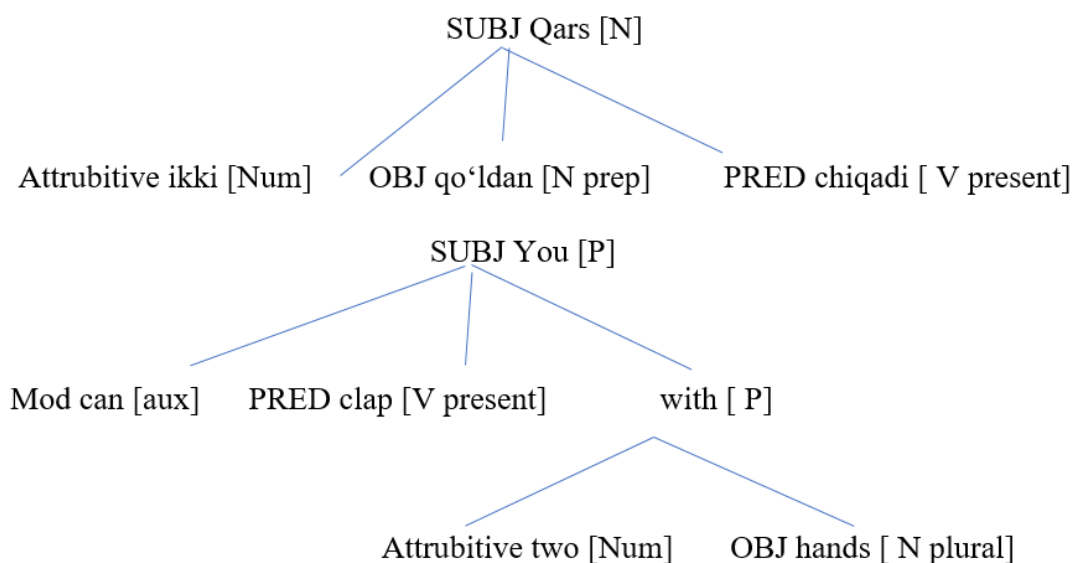 SUBJ Qars [N]
Attrubitive ikki [Num] OBJ qo‘ldan [N prep] PRED chiqadi [ V present]
SUBJ You [P]
Mod can [aux] PRED clap [V present] with [ P]
Attrubitive two [Num] OBJ hands [ N plural]